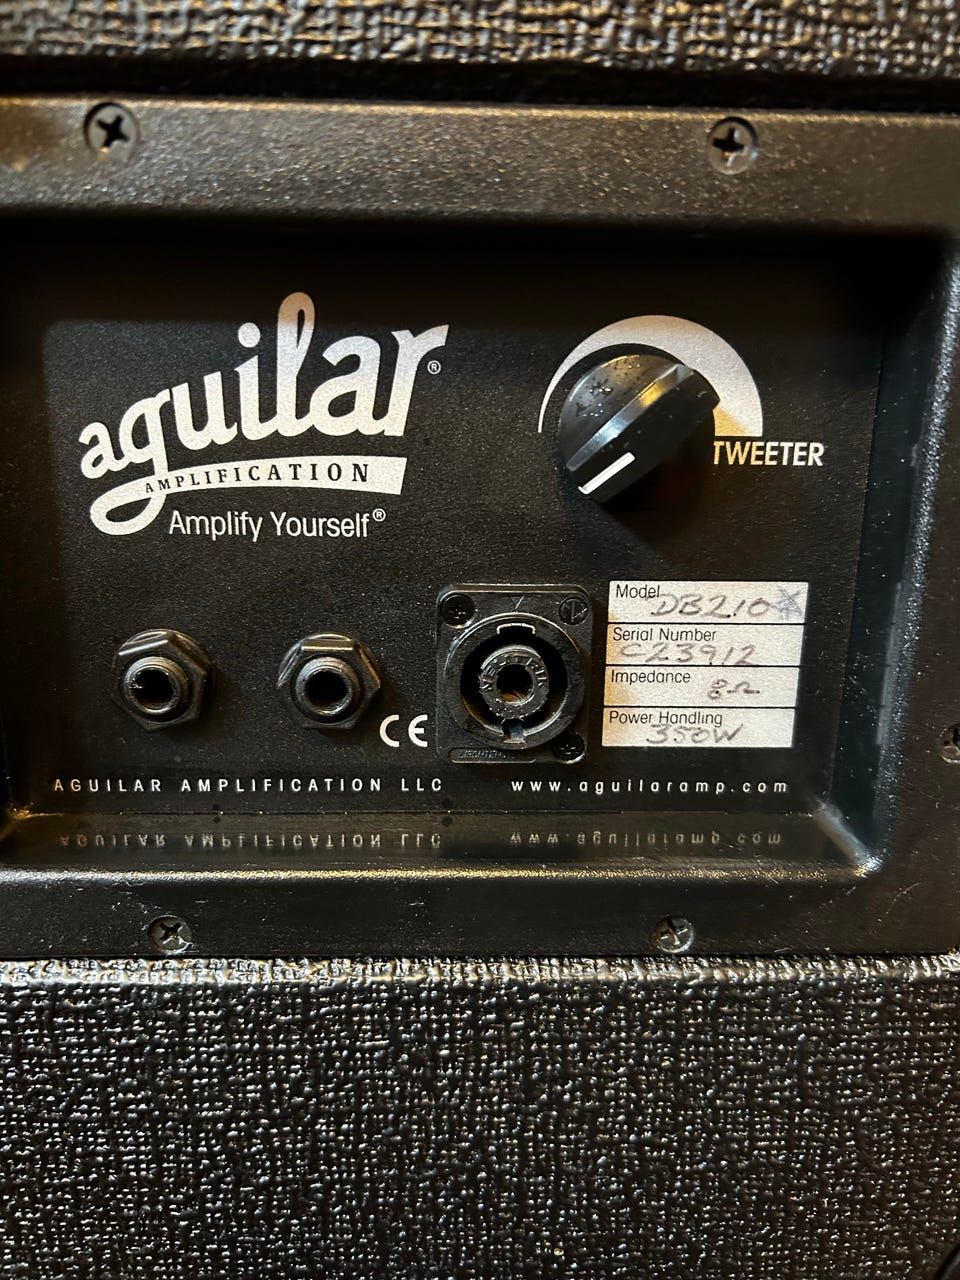 aguilar®
AMPLIFICATION
Amplify Yourself®
TWEETER
Model DB210
Serial Number
C23912
Impedance 8Ω
Power Handling
350W
CE
AGUILAR AMPLIFICATION LLC
www.aguilaramp.com